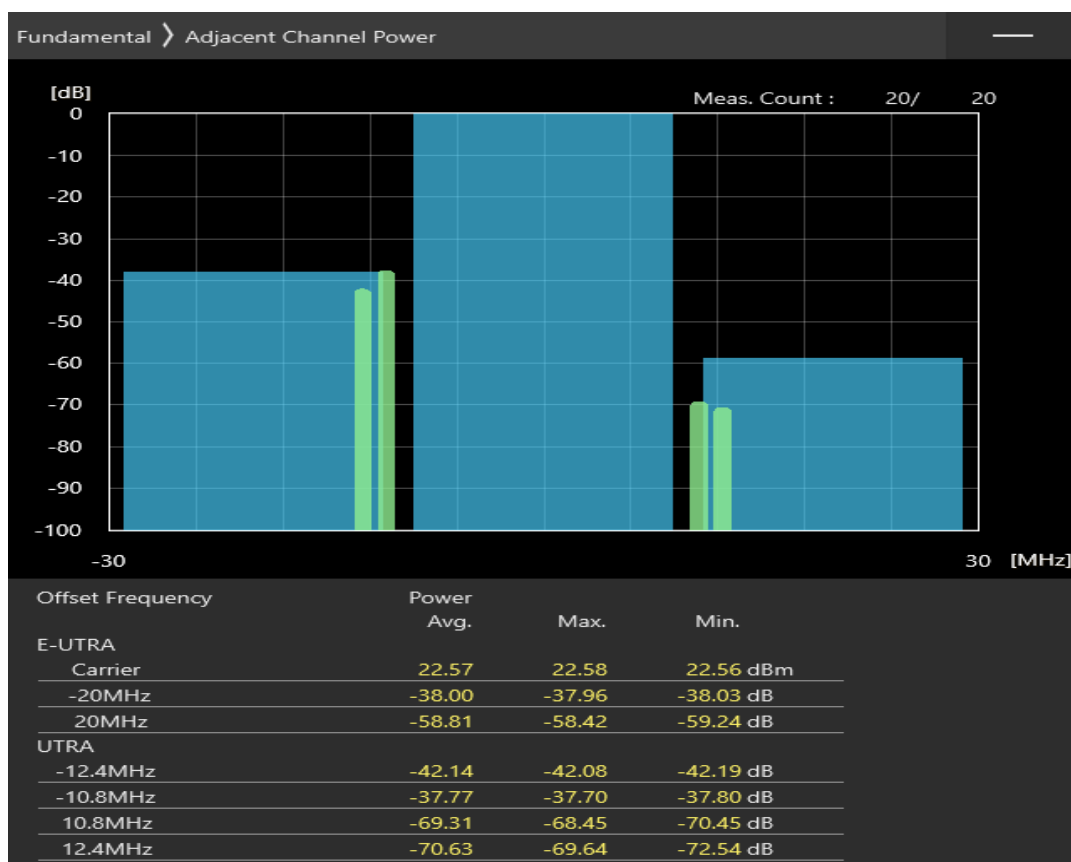 Fundamental ❯ Adjacent Channel Power
[dB]
Meas. Count : 20/ 20
0
-10
-20
-30
-40
-50
-60
-70
-80
-90
-100
-30 30 [MHz]
Offset Frequency Power
Avg. Max. Min.
E-UTRA
Carrier 22.57 22.58 22.56 dBm
-20MHz -38.00 -37.96 -38.03 dB
20MHz -58.81 -58.42 -59.24 dB
UTRA
-12.4MHz -42.14 -42.08 -42.19 dB
-10.8MHz -37.77 -37.70 -37.80 dB
10.8MHz -69.31 -68.45 -70.45 dB
12.4MHz -70.63 -69.64 -72.54 dB